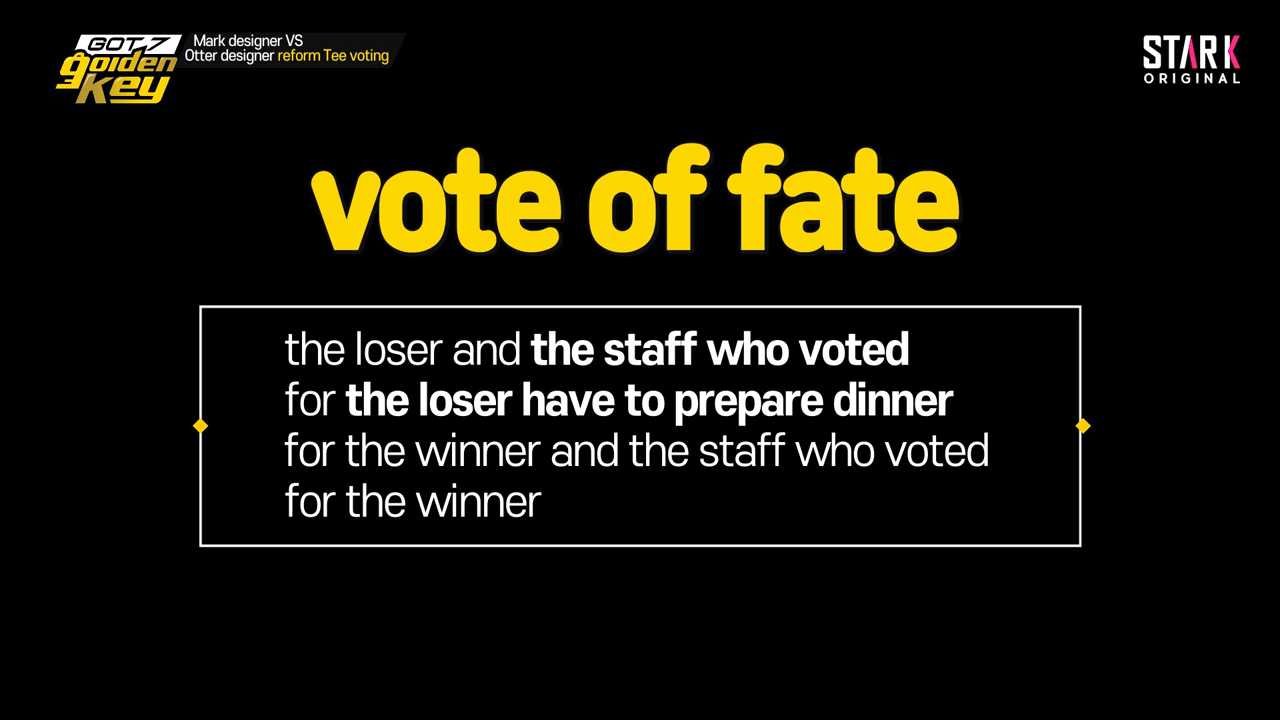 GOT7
golden
key
Mark designer VS
Otter designer reform Tee voting
STARK
ORIGINAL
vote of fate
the loser and the staff who voted
for the loser have to prepare dinner
for the winner and the staff who voted
for the winner